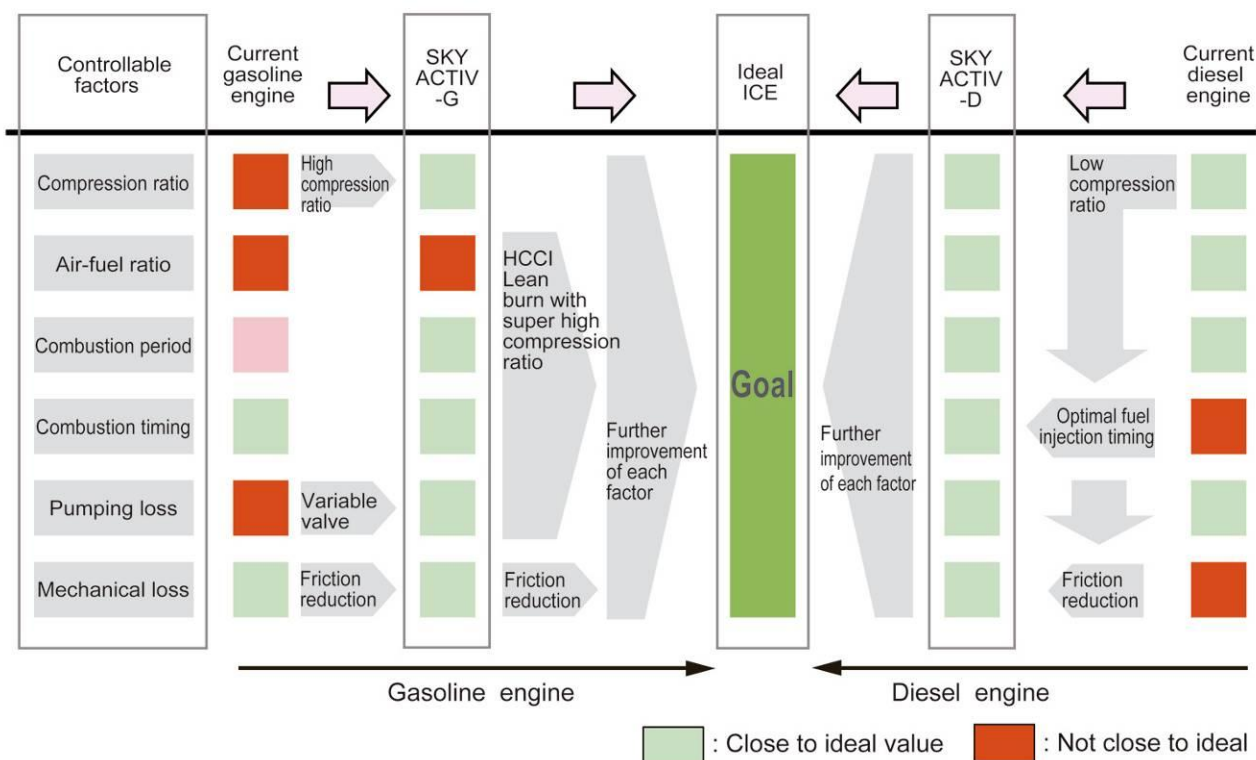 Controllable
factors
Current
gasoline
engine
SKY
ACTIV
-G
Ideal
ICE
SKY
ACTIV
-D
Current
diesel
engine
Compression ratio
High
compression
ratio
Low
compression
ratio
Air-fuel ratio
HCCI
Lean
burn with
super high
compression
ratio
Combustion period
Goal
Combustion timing
Further
improvement
of each
factor
Further
improvement
of each factor
Optimal fuel
injection timing
Pumping loss
Variable
valve
Mechanical loss
Friction
reduction
Friction
reduction
Friction
reduction
Gasoline engine
Diesel engine
: Close to ideal value
: Not close to ideal